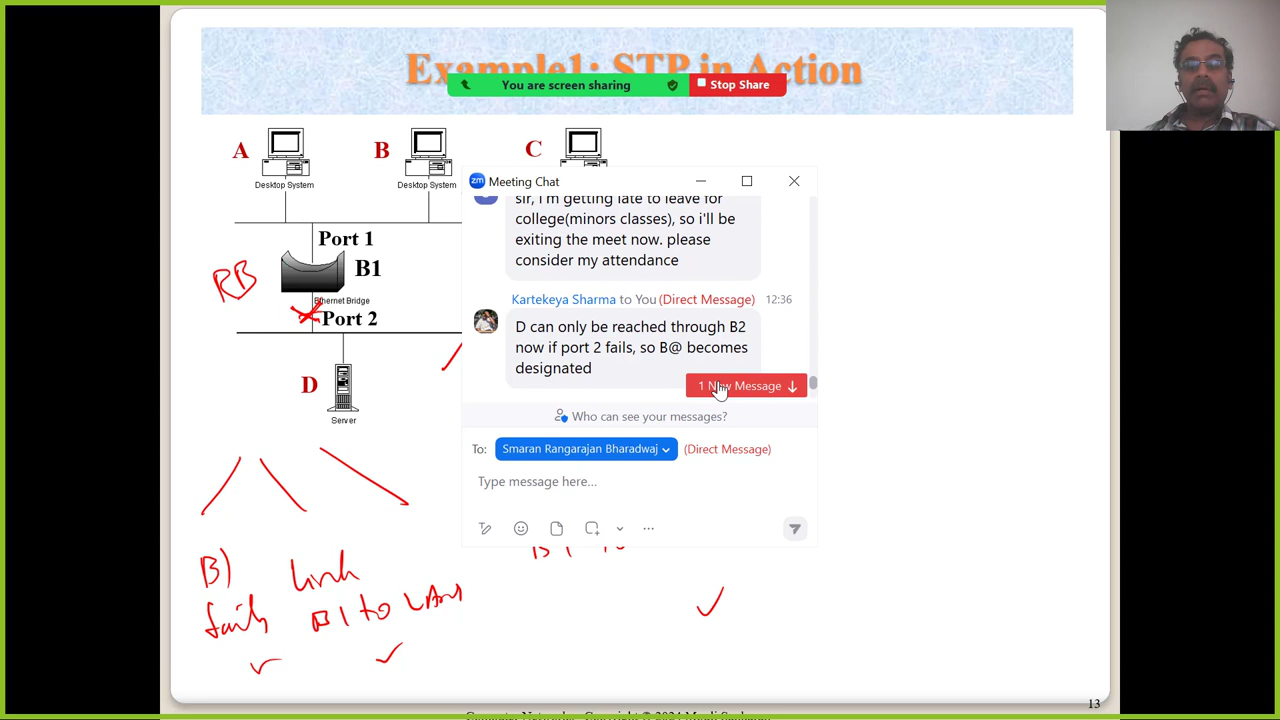 Example1: STP in Action
You are screen sharing
Stop Share
A
B
C
Desktop System
Desktop System
Meeting Chat
sir, i'm getting late to leave for
college(minors classes), so i'll be
exiting the meet now. please
consider my attendance
Port 1
RB
B1
Ethernet Bridge
Port 2
Kartekeya Sharma to You (Direct Message) 12:36
D can only be reached through B2
now if port 2 fails, so B@ becomes
designated
1 New Message
D
Server
Who can see your messages?
To: Smaran Rangarajan Bharadwaj (Direct Message)
Type message here...
B) link
fails B1 to LAN
13